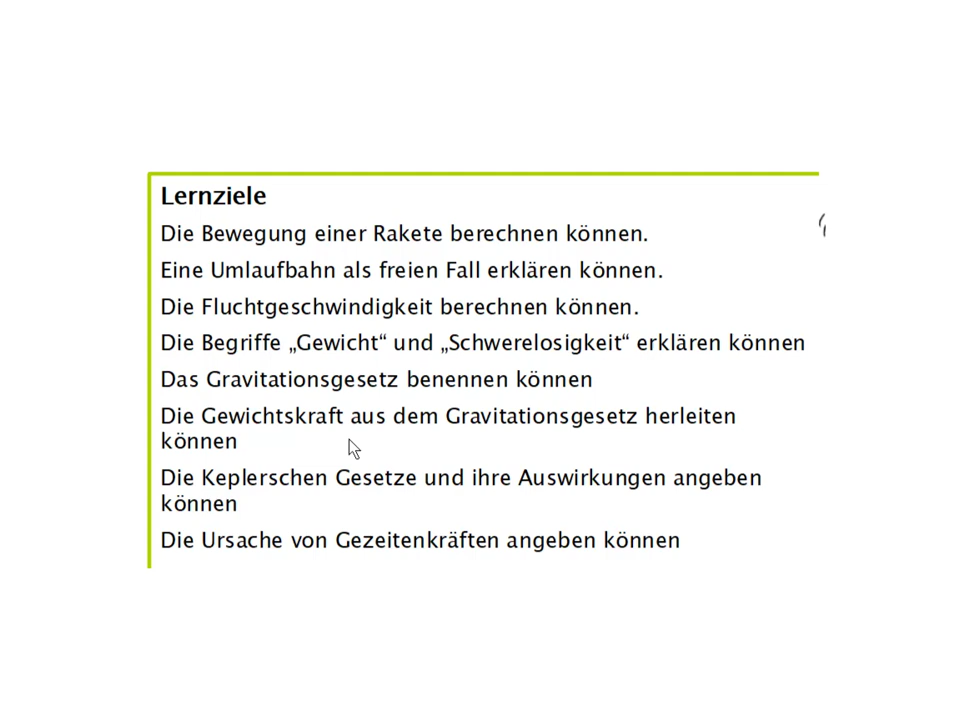 Lernziele
Die Bewegung einer Rakete berechnen können.
Eine Umlaufbahn als freien Fall erklären können.
Die Fluchtgeschwindigkeit berechnen können.
Die Begriffe „Gewicht“ und „Schwerelosigkeit“ erklären können
Das Gravitationsgesetz benennen können
Die Gewichtskraft aus dem Gravitationsgesetz herleiten
können
Die Keplerschen Gesetze und ihre Auswirkungen angeben
können
Die Ursache von Gezeitenkräften angeben können